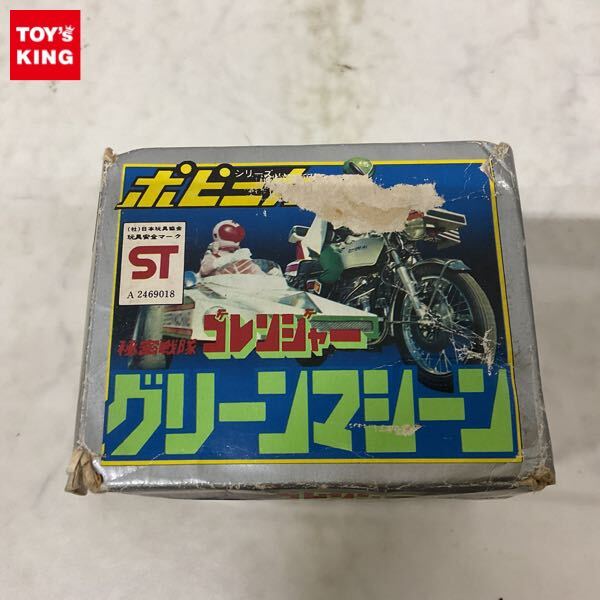 TOY's
KING
シリーズ
ポピニカ
(社)日本玩具協会
玩具安全マーク
ST
A 2469018
秘密戦隊 ゴレンジャー
グリーンマシーン